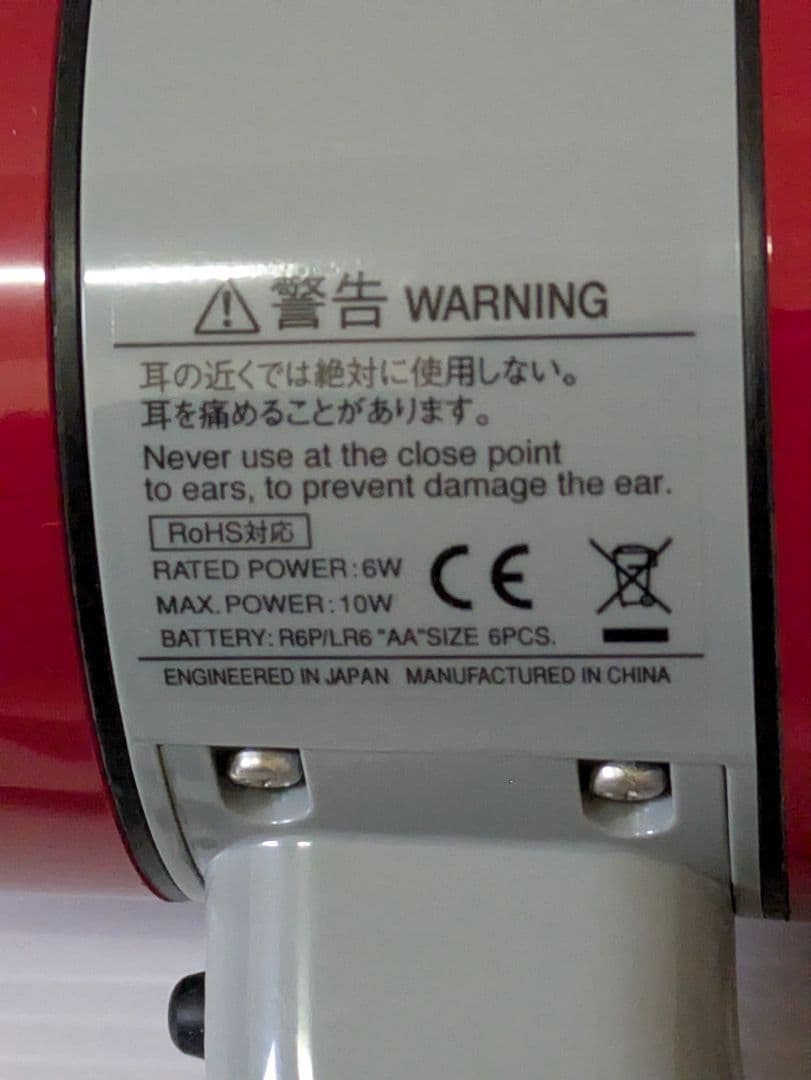 警告 WARNING
耳の近くでは絶対に使用しない。
耳を痛めることがあります。
Never use at the close point
to ears, to prevent damage the ear.
RoHS対応
RATED POWER:6W
MAX.POWER:10W
CE
BATTERY:R6P/LR6 "AA"SIZE 6PCS.
ENGINEERED IN JAPAN MANUFACTURED IN CHINA